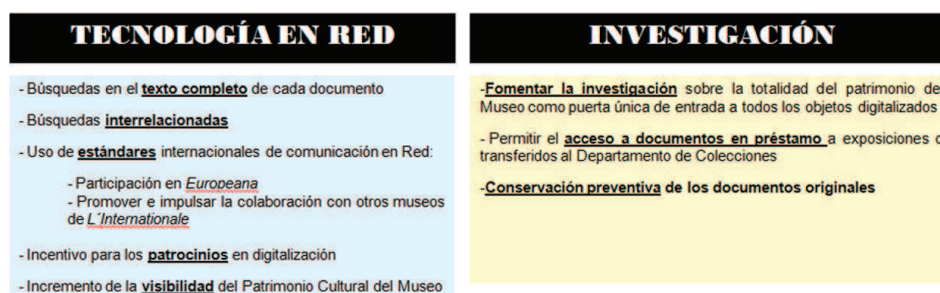 TECNOLOGÍA EN RED
- Búsquedas en el texto completo de cada documento
- Búsquedas interrelacionadas
- Uso de estándares internacionales de comunicación en Red:
- Participación en Europeana
- Promover e impulsar la colaboración con otros museos
de L´Internationale
- Incentivo para los patrocinios en digitalización
- Incremento de la visibilidad del Patrimonio Cultural del Museo
INVESTIGACIÓN
-Fomentar la investigación sobre la totalidad del patrimonio de
Museo como puerta única de entrada a todos los objetos digitalizados
- Permitir el acceso a documentos en préstamo a exposiciones
transferidos al Departamento de Colecciones
-Conservación preventiva de los documentos originales